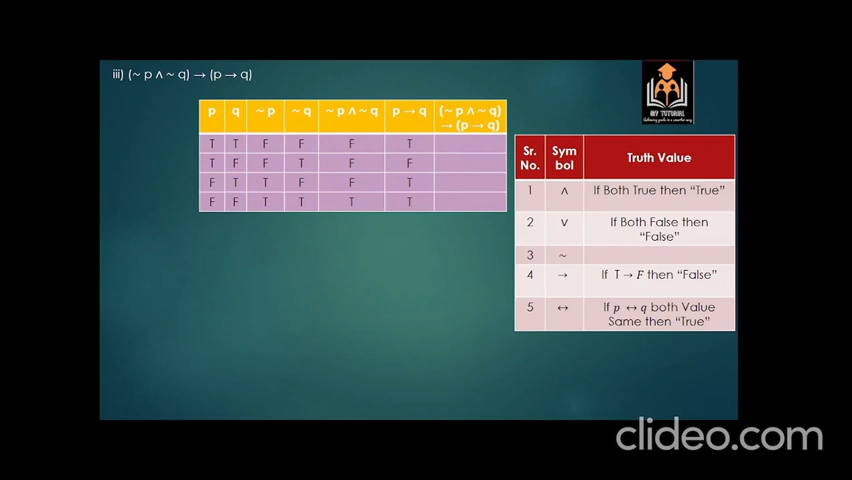 iii) (~ p ∧ ~ q) → (p → q)
p q ~ p ~ q ~ p ∧ ~ q p → q (~ p ∧ ~ q) → (p → q)
T T F F F T
T F F T F F
F T T F F T
F F T T T T
MY TUTORIAL
Sr. No. Sym bol Truth Value
1 ∧ If Both True then “True”
2 ∨ If Both False then
“False”
3 ~
4 → If T → F then “False”
5 ↔ If p ↔ q both Value
Same then “True”
clideo.com